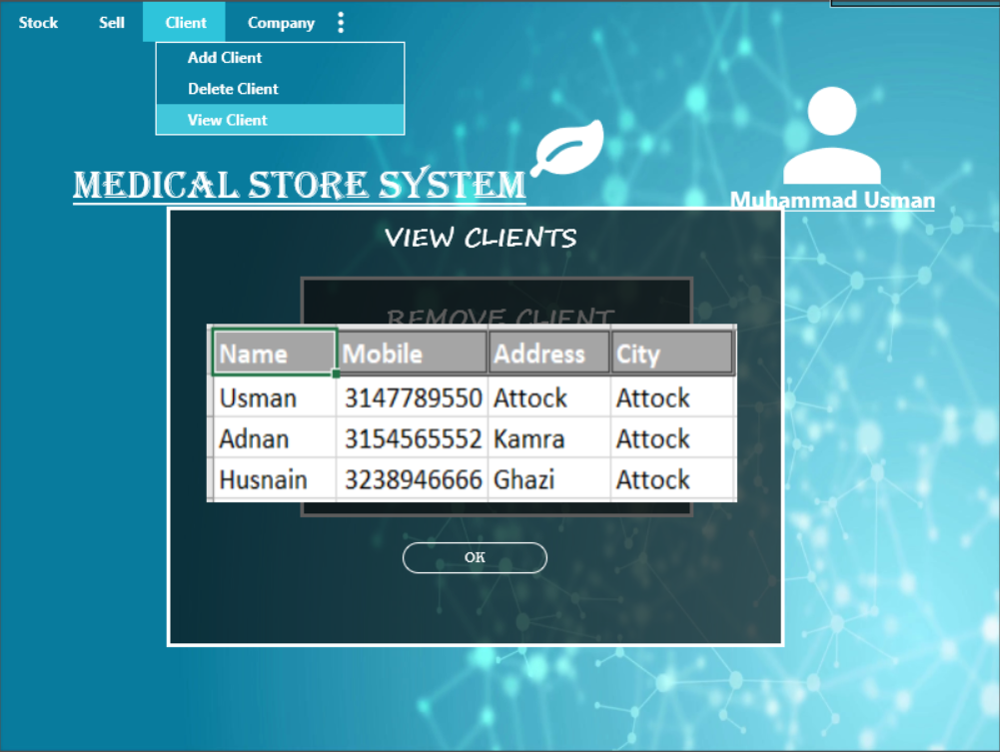 Stock Sell Client Company
Add Client
Delete Client
View Client
MEDICAL STORE SYSTEM
Muhammad Usman
VIEW CLIENTS
REMOVE CLIENT
Name Mobile Address City
Usman 3147789550 Attock Attock
Adnan 3154565552 Kamra Attock
Husnain 3238946666 Ghazi Attock
OK